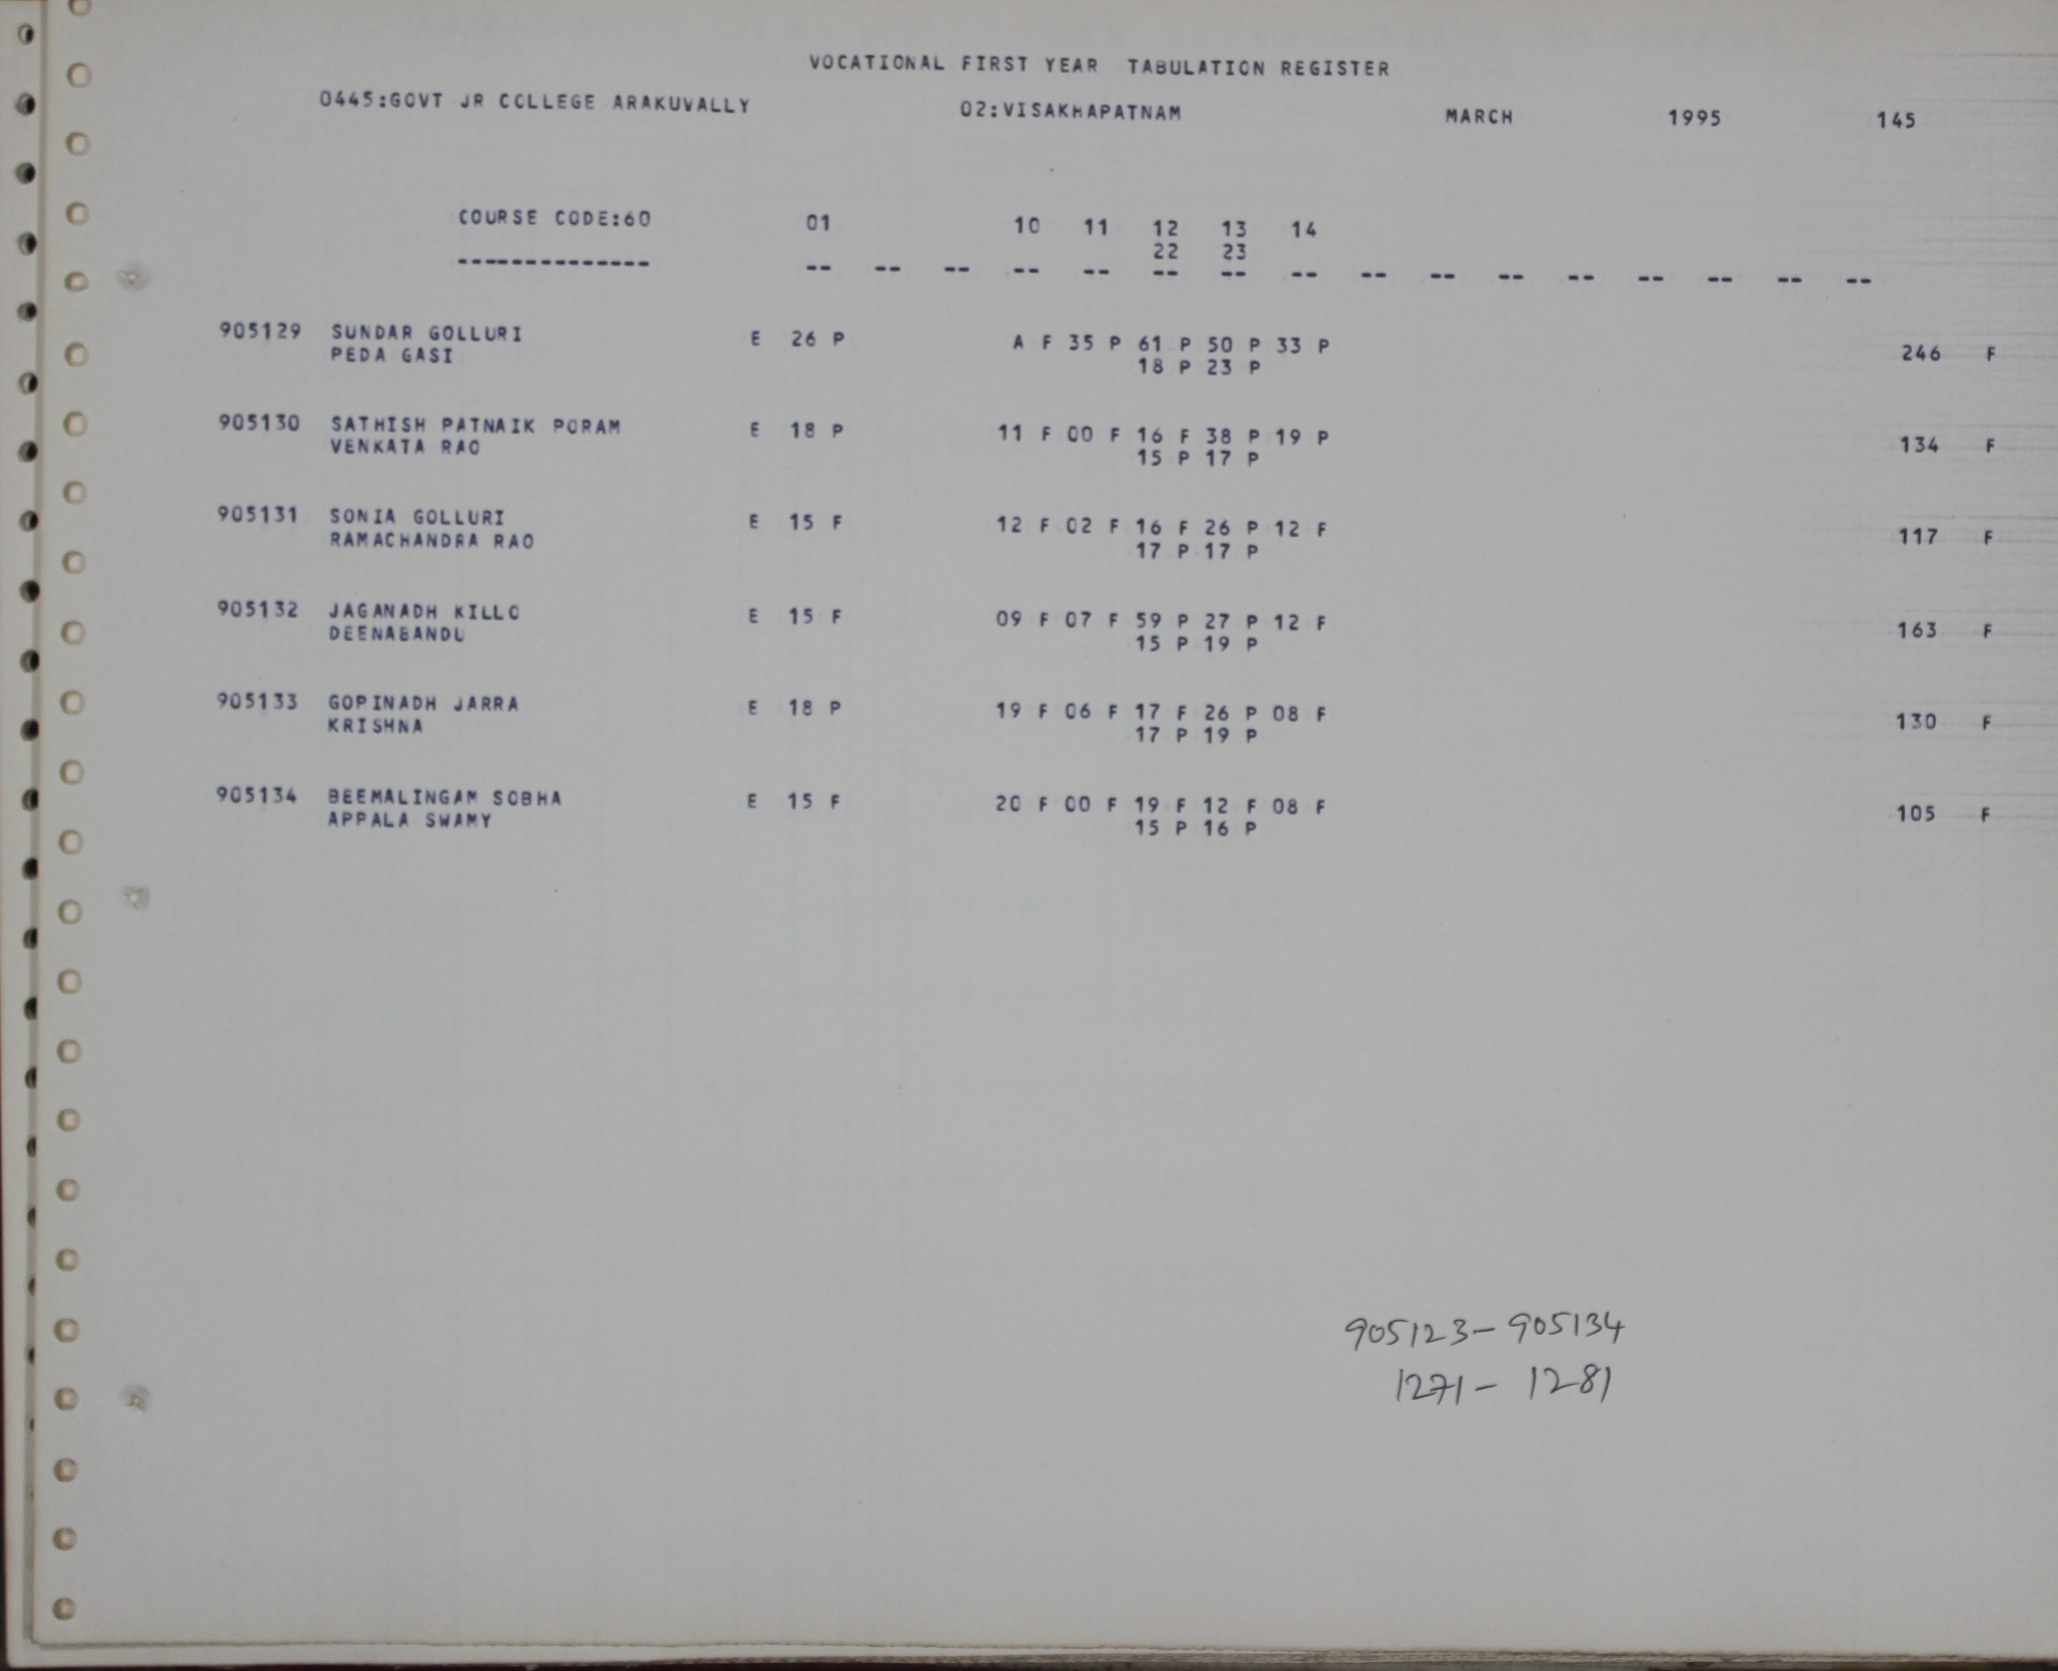 VOCATIONAL FIRST YEAR TABULATION REGISTER
0445:GOVT JR COLLEGE ARAKUVALLY 02:VISAKHAPATNAM MARCH 1995 145
COURSE CODE:60 01 10 11 12 13 14
22 23
-------------- -- -- -- -- -- -- -- -- -- -- -- -- -- -- -- --
905129 SUNDAR GOLLURI E 26 P A F 35 P 61 P 50 P 33 P 246 F
PEDA GASI 18 P 23 P
905130 SATHISH PATNAIK PORAM E 18 P 11 F 00 F 16 F 38 P 19 P 134 F
VENKATA RAO 15 P 17 P
905131 SONIA GOLLURI E 15 F 12 F 02 F 16 F 26 P 12 F 117 F
RAMACHANDRA RAO 17 P 17 P
905132 JAGANADH KILLO E 15 F 09 F 07 F 59 P 27 P 12 F 163 F
DEENABANDU 15 P 19 P
905133 GOPINADH JARRA E 18 P 19 F 06 F 17 F 26 P 08 F 130 F
KRISHNA 17 P 19 P
905134 BEEMALINGAM SOBHA E 15 F 20 F 00 F 19 F 12 F 08 F 105 F
APPALA SWAMY 15 P 16 P
905123-905134
1271-1281